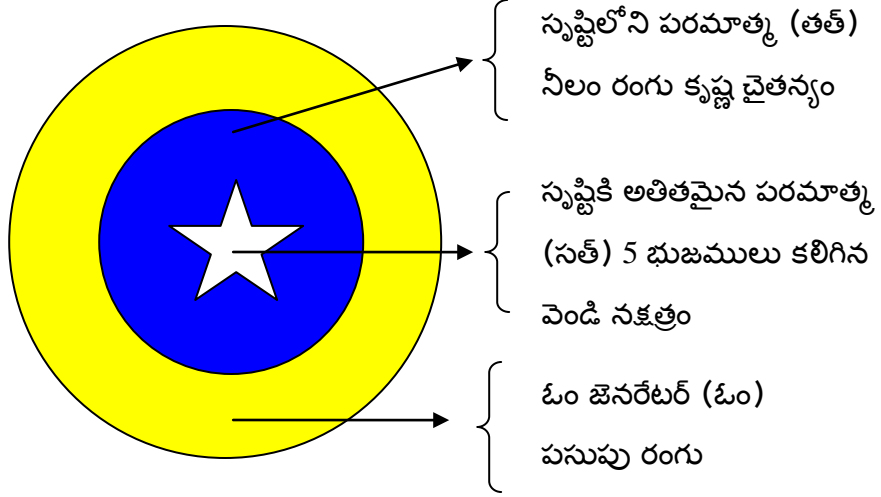 సృష్టిలోని పరమాత్మ (తత్)
నీలం రంగు కృష్ణ చైతన్యం
సృష్టికి అతితమైన పరమాత్మ
(సత్) 5 భుజములు కలిగిన
వెండి నక్షత్రం
ఓం జెనరేటర్ (ఓం)
పసుపు రంగు